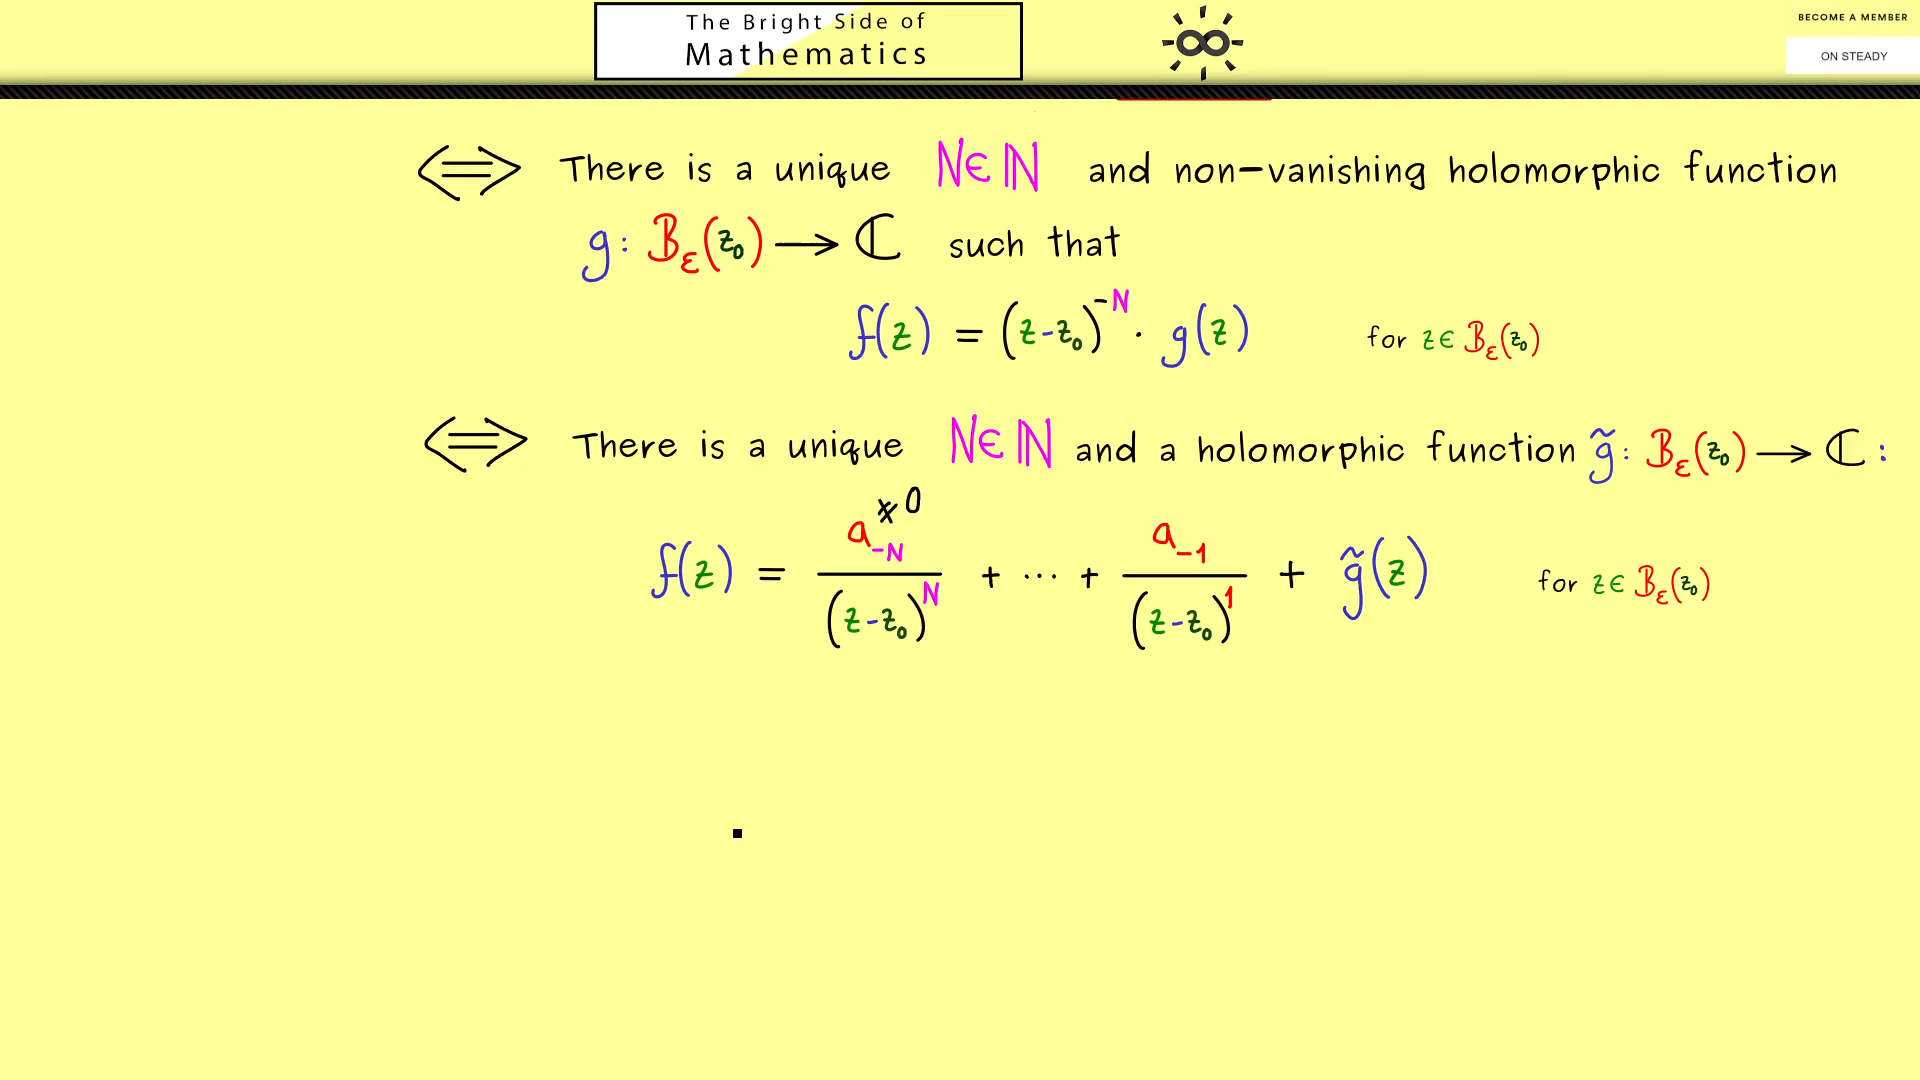 The Bright Side of
Mathematics
BECOME A MEMBER
ON STEADY
⟺ There is a unique N∈ℕ and non-vanishing holomorphic function
g: B_ε(z₀) ⟶ ℂ such that
f(z) = (z-z₀)^{-N} · g(z) for z∈ B_ε(z₀)
⟺ There is a unique N∈ℕ and a holomorphic function g̃: B_ε(z₀) ⟶ ℂ:
f(z) = a_{-N}^{≠0} / (z-z₀)^N + ⋯ + a_{-1} / (z-z₀)^1 + g̃(z) for z∈ B_ε(z₀)